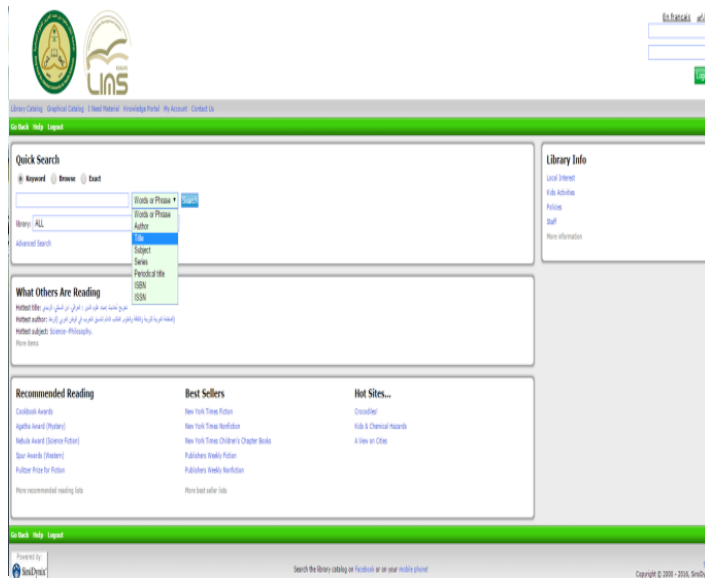 En français
LIMS
Library Catalog Graphical Catalog I Need Material Knowledge Portal My Account Contact Us
Go Back Help Logout
Quick Search
Keyword Browse Exact
Words or Phrase Search
Words or Phrase
library: ALL
Author
Title
Advanced Search
Subject
Series
Periodical title
ISBN
ISSN
Library Info
Local Interest
Kids Activities
Policies
Staff
More information
What Others Are Reading
Hottest title:
Hottest author:
Hottest subject: Science--Philosophy.
More items
Recommended Reading
Cookbook Awards
Agatha Award (Mystery)
Nebula Award (Science Fiction)
Spur Awards (Western)
Pulitzer Prize for Fiction
More recommended reading lists
Best Sellers
New York Times Fiction
New York Times Nonfiction
New York Times Children's Chapter Books
Publishers Weekly Fiction
Publishers Weekly Nonfiction
More best seller lists
Hot Sites...
Crocodiles!
Kids & Chemical Hazards
A View on Cities
Go Back Help Logout
Powered by
SirsiDynix
Search the library catalog on Facebook or on your mobile phone!
Copyright © 2000 - 2016, SirsiDy